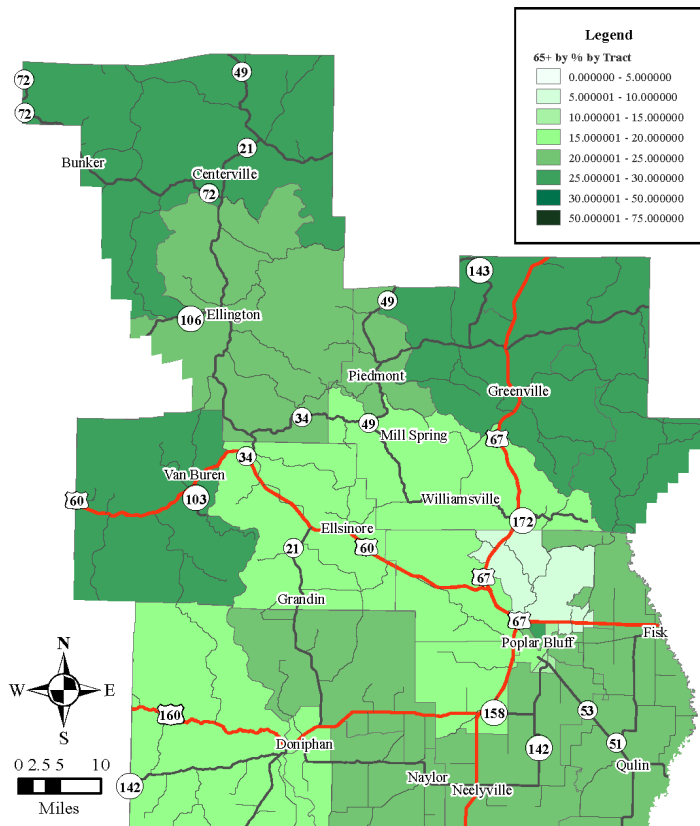 Legend
65+ by % by Tract
0.000000 - 5.000000
5.000001 - 10.000000
10.000001 - 15.000000
15.000001 - 20.000000
20.000001 - 25.000000
25.000001 - 30.000000
30.000001 - 50.000000
50.000001 - 75.000000
72
49
72
21
Bunker
Centerville
72
143
49
106
Ellington
Piedmont
Greenville
34
49
Mill Spring
67
34
Van Buren
60
103
Williamsville
172
Ellsinore
21
60
67
Grandin
67
Fisk
Poplar Bluff
N
W
E
S
160
158
53
Doniphan
142
51
Qulin
0 2.5 5 10
Miles
142
Naylor
Neelyville